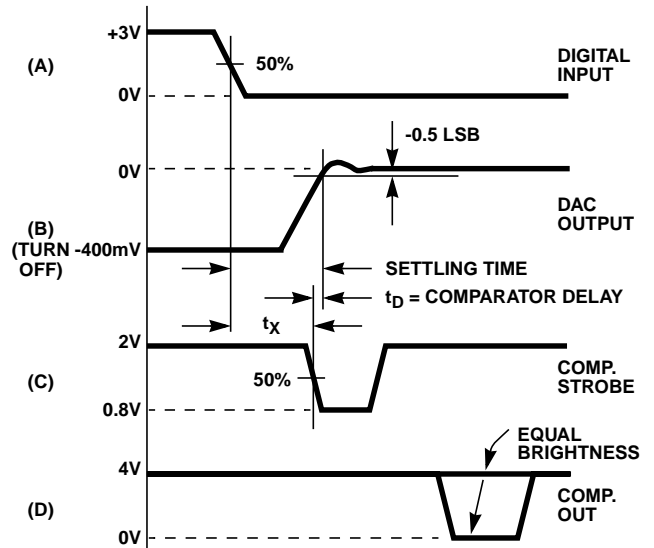 +3V
(A)
50%
DIGITAL
INPUT
0V
-0.5 LSB
0V
DAC
OUTPUT
(B)
(TURN -400mV
OFF)
SETTLING TIME
tD = COMPARATOR DELAY
tX
2V
(C)
50%
COMP.
STROBE
0.8V
EQUAL
BRIGHTNESS
4V
(D)
COMP.
OUT
0V